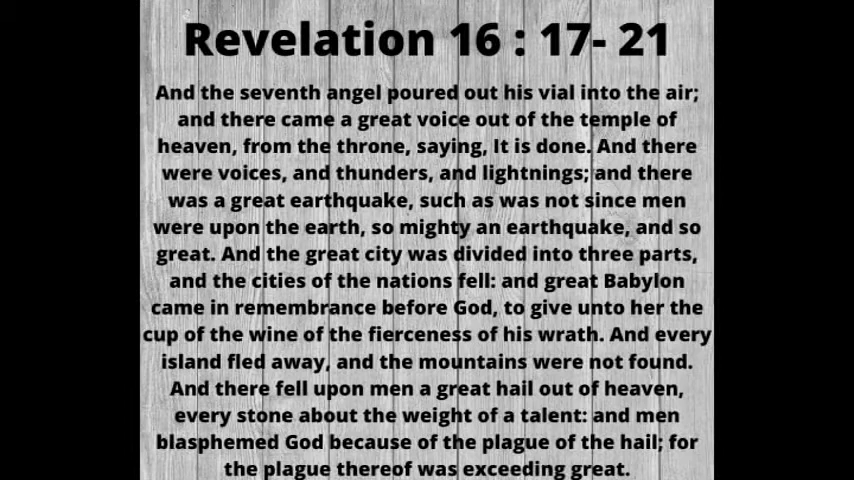 Revelation 16 : 17- 21
And the seventh angel poured out his vial into the air;
and there came a great voice out of the temple of
heaven, from the throne, saying, It is done. And there
were voices, and thunders, and lightnings; and there
was a great earthquake, such as was not since men
were upon the earth, so mighty an earthquake, and so
great. And the great city was divided into three parts,
and the cities of the nations fell: and great Babylon
came in remembrance before God, to give unto her the
cup of the wine of the fierceness of his wrath. And every
island fled away, and the mountains were not found.
And there fell upon men a great hail out of heaven,
every stone about the weight of a talent: and men
blasphemed God because of the plague of the hail; for
the plague thereof was exceeding great.